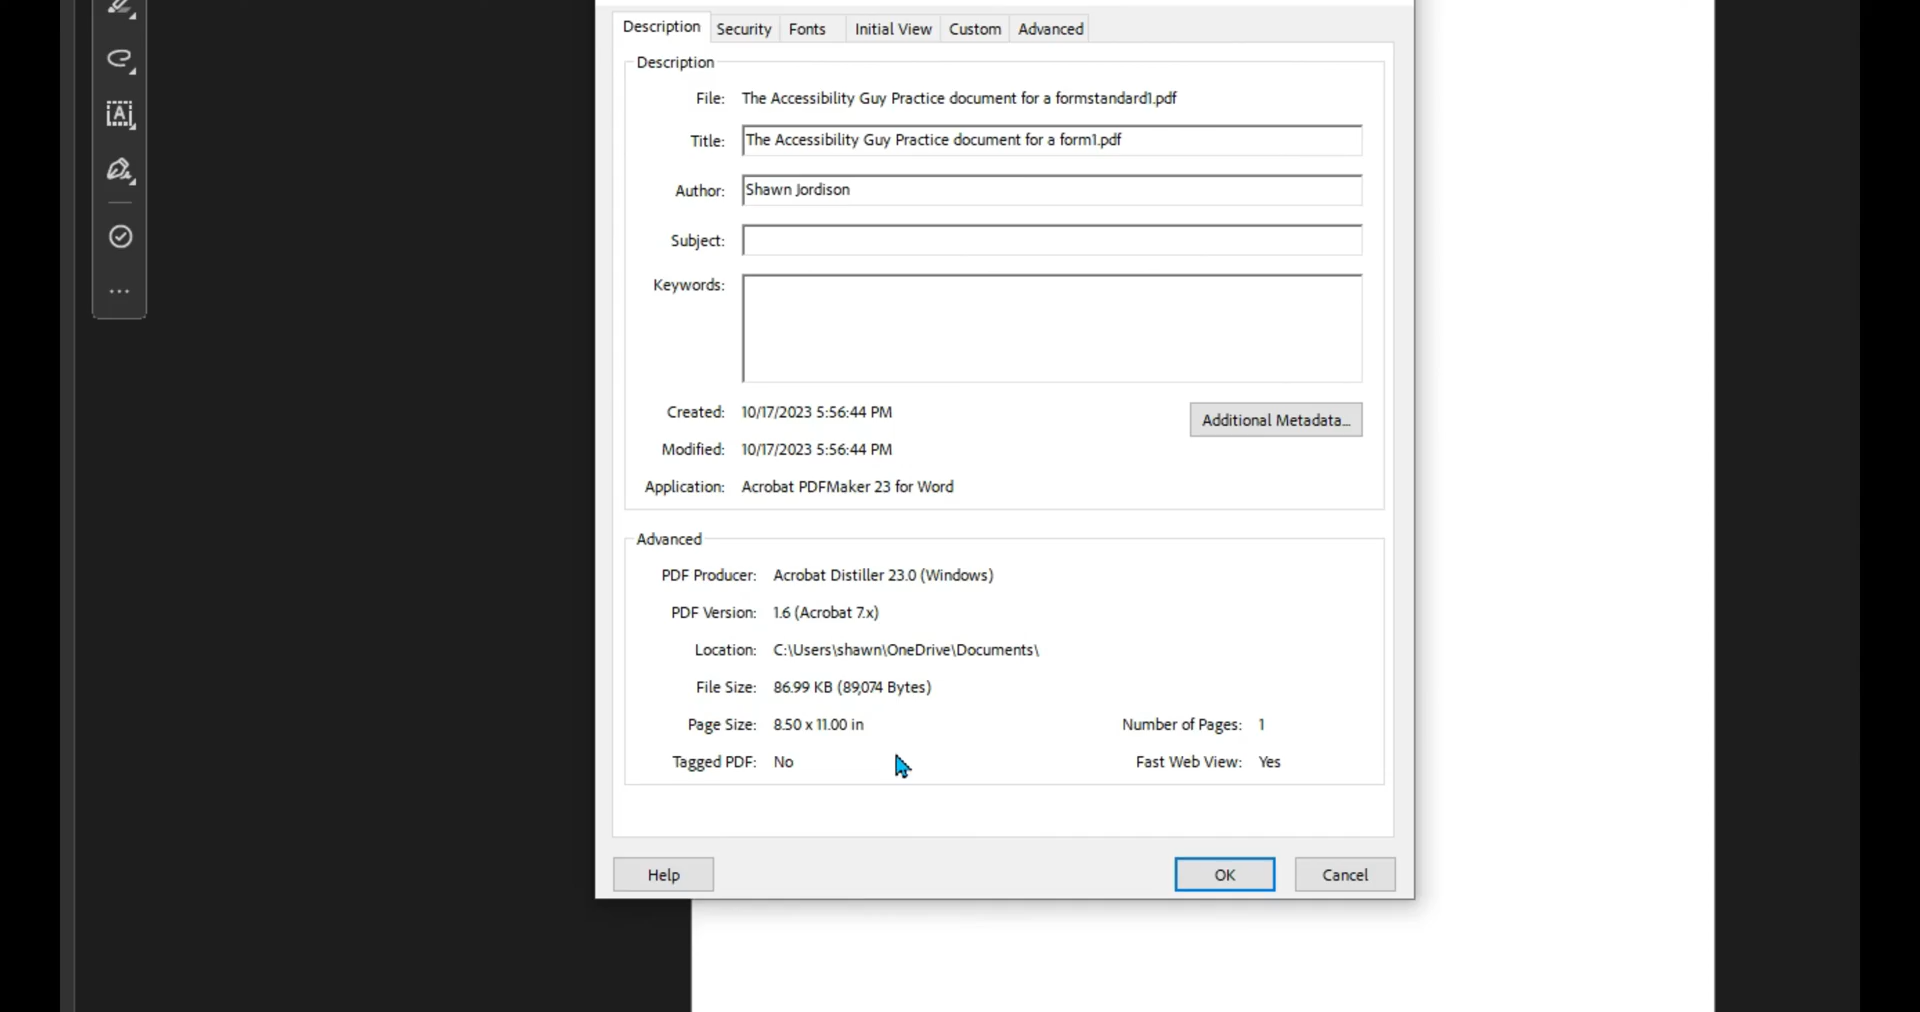 Description Security Fonts Initial View Custom Advanced
Description
File: The Accessibility Guy Practice document for a formstandard1.pdf
Title: The Accessibility Guy Practice document for a form1.pdf
Author: Shawn Jordison
Subject:
Keywords:
Created: 10/17/2023 5:56:44 PM
Additional Metadata...
Modified: 10/17/2023 5:56:44 PM
Application: Acrobat PDFMaker 23 for Word
Advanced
PDF Producer: Acrobat Distiller 23.0 (Windows)
PDF Version: 1.6 (Acrobat 7.x)
Location: C:\Users\shawn\OneDrive\Documents\
File Size: 86.99 KB (89,074 Bytes)
Page Size: 8.50 x 11.00 in Number of Pages: 1
Tagged PDF: No Fast Web View: Yes
Help OK Cancel